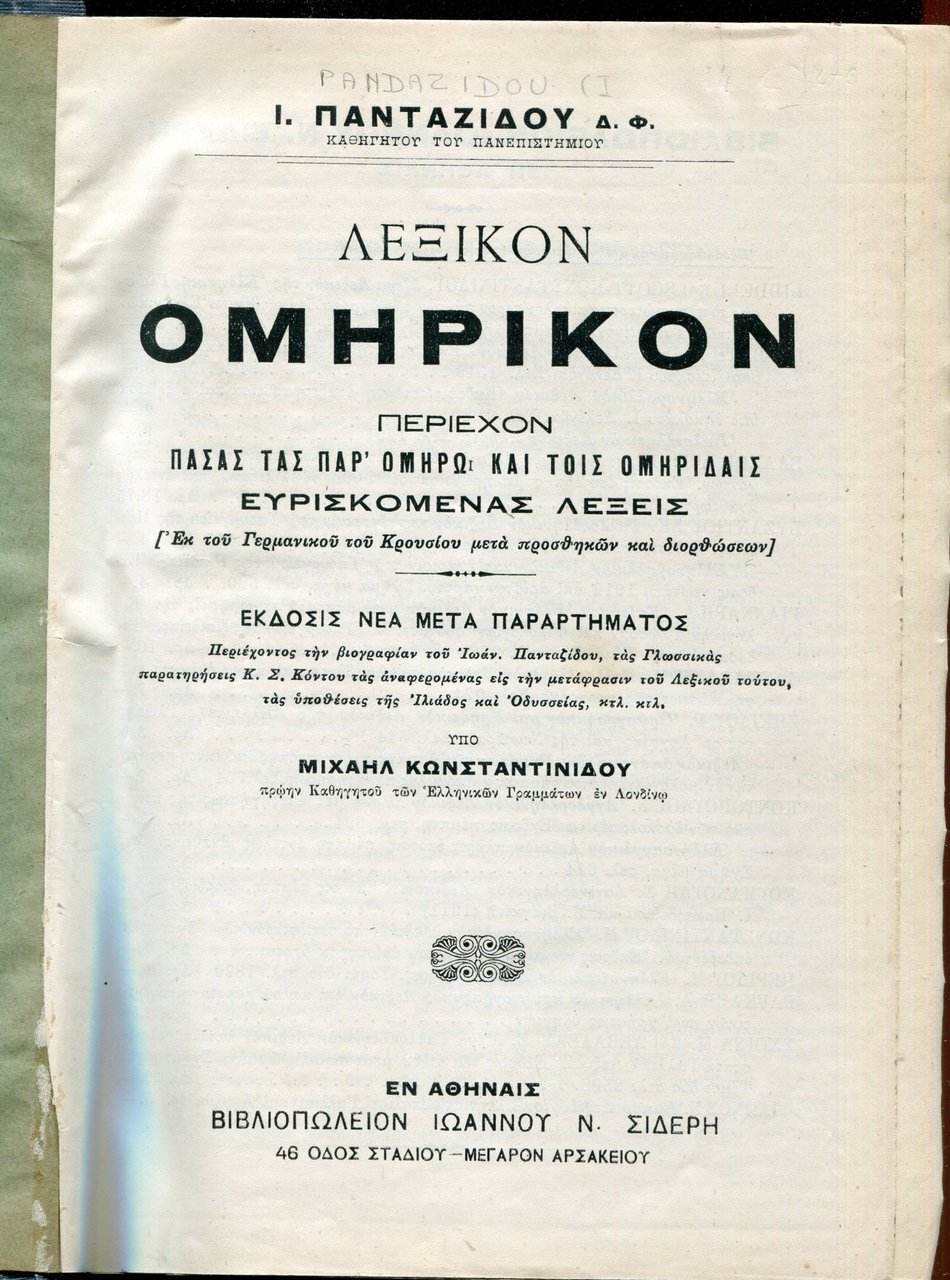 PANDAZIDOU (I
Ι. ΠΑΝΤΑΖΙΔΟΥ Δ. Φ.
ΚΑΘΗΓΗΤΟΥ ΤΟΥ ΠΑΝΕΠΙΣΤΗΜΙΟΥ
ΛΕΞΙΚΟΝ
ΟΜΗΡΙΚΟΝ
ΠΕΡΙΕΧΟΝ
ΠΑΣΑΣ ΤΑΣ ΠΑΡ' ΟΜΗΡΩι ΚΑΙ ΤΟΙΣ ΟΜΗΡΙΔΑΙΣ
ΕΥΡΙΣΚΟΜΕΝΑΣ ΛΕΞΕΙΣ
[Ἐκ τοῦ Γερμανικοῦ τοῦ Κρουσίου μετὰ προσθηκῶν καὶ διορθώσεων]
ΕΚΔΟΣΙΣ ΝΕΑ ΜΕΤΑ ΠΑΡΑΡΤΗΜΑΤΟΣ
Περιέχοντος τὴν βιογραφίαν τοῦ Ἰωάν. Πανταζίδου, τὰς Γλωσσικὰς
παρατηρήσεις Κ. Σ. Κόντου τὰς ἀναφερομένας εἰς τὴν μετάφρασιν τοῦ Λεξικοῦ τούτου,
τὰς ὑποθέσεις τῆς Ἰλιάδος καὶ Ὀδυσσείας, κτλ. κτλ.
ΥΠΟ
ΜΙΧΑΗΛ ΚΩΝΣΤΑΝΤΙΝΙΔΟΥ
πρῴην Καθηγητοῦ τῶν Ἑλληνικῶν Γραμμάτων ἐν Λονδίνῳ
ΕΝ ΑΘΗΝΑΙΣ
ΒΙΒΛΙΟΠΩΛΕΙΟΝ ΙΩΑΝΝΟΥ Ν. ΣΙΔΕΡΗ
46 ΟΔΟΣ ΣΤΑΔΙΟΥ—ΜΕΓΑΡΟΝ ΑΡΣΑΚΕΙΟΥ